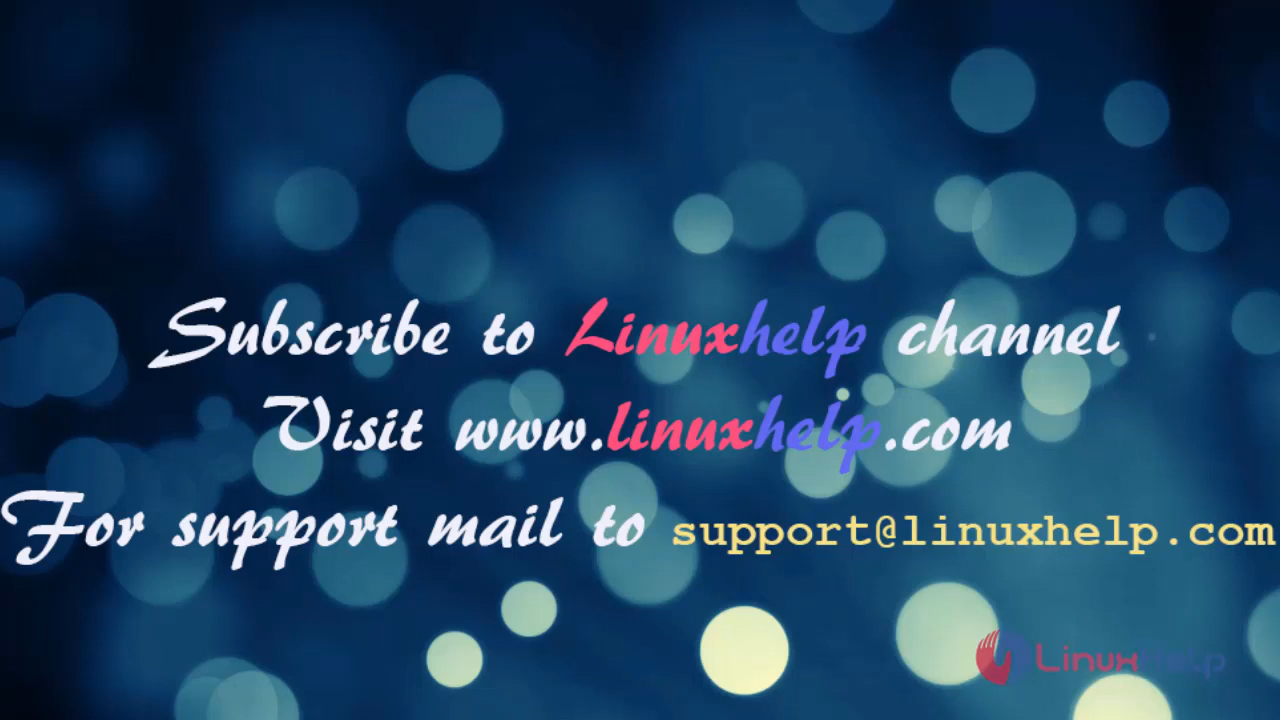 Subscribe to Linuxhelp channel
Visit www.linuxhelp.com
For support mail to support@linuxhelp.com
LinuxHelp